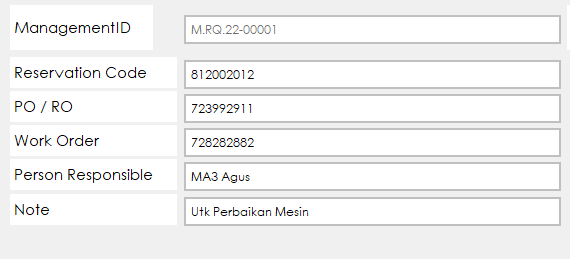 ManagementID M.RQ.22-00001
Reservation Code 812002012
PO / RO 723992911
Work Order 728282882
Person Responsible MA3 Agus
Note Utk Perbaikan Mesin